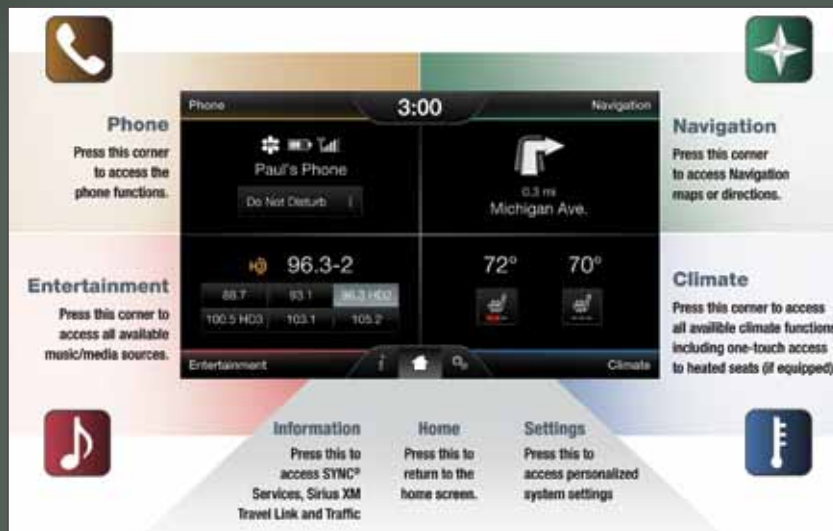 Phone
3:00
Navigation
Phone
Press this corner
to access the
phone functions.
Paul's Phone
Do Not Disturb
0.3 mi
Michigan Ave.
Navigation
Press this corner
to access Navigation
maps or directions.
Entertainment
Press this corner to
access all available
music/media sources.
96.3-2
88.7 93.1 96.3 HD2
100.5 HD3 103.1 105.2
72° 70°
Climate
Press this corner to access
all availible climate functions
including one-touch access
to heated seats (if equipped)
Entertainment
i
Climate
Information
Press this to
access SYNC®
Services, Sirius XM
Travel Link and Traffic
Home
Press this to
return to the
home screen.
Settings
Press this to
access personalized
system settings